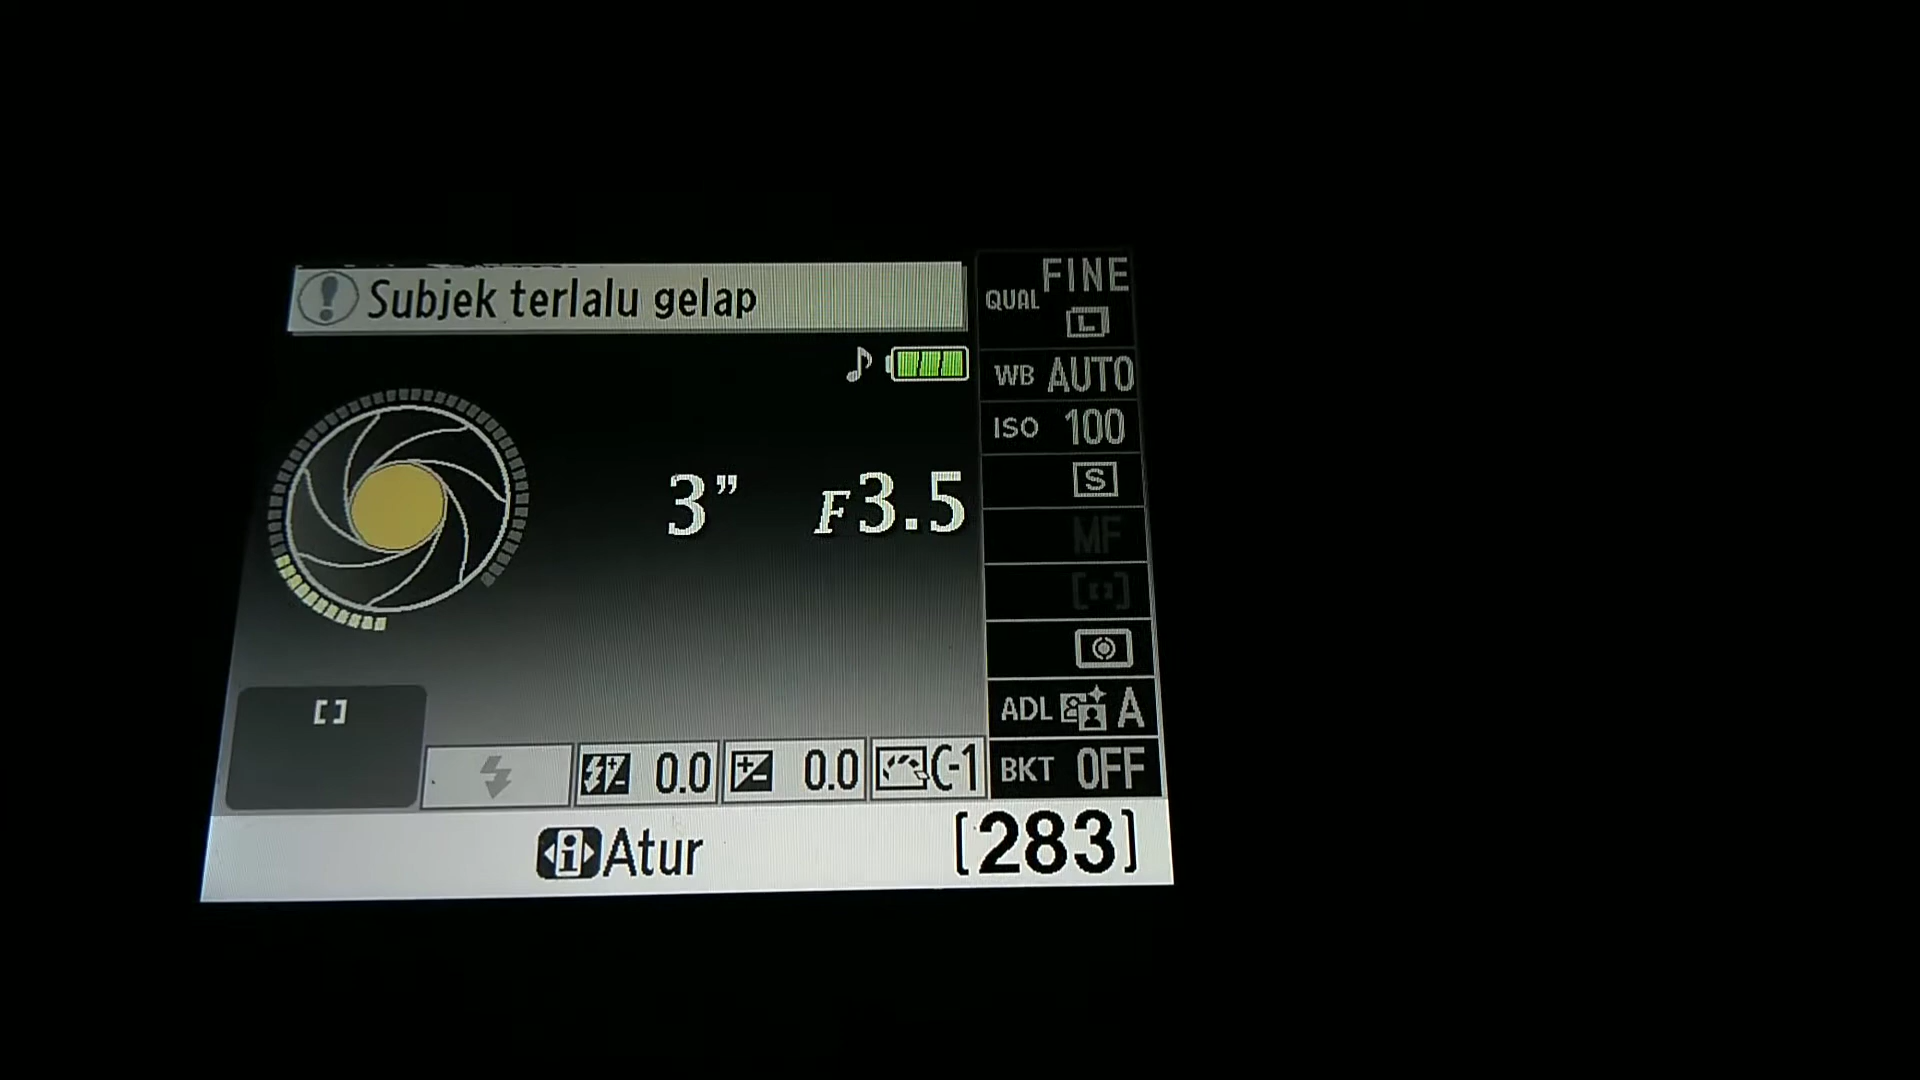 Subjek terlalu gelap
QUAL FINE
L
WB AUTO
ISO 100
3” F3.5
S
MF
ADL A
0.0 0.0 C-1 BKT OFF
i Atur [283]